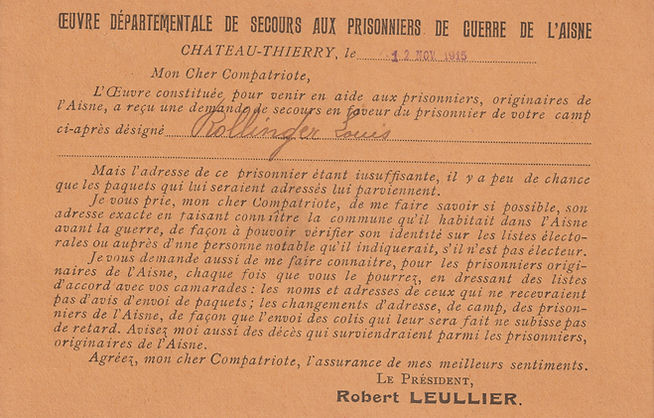 ŒUVRE DÉPARTEMENTALE DE SECOURS AUX PRISONNIERS DE GUERRE DE L'AISNE
CHATEAU-THIERRY, le 12 NOV 1915
Mon Cher Compatriote,
L'Œuvre constituée pour venir en aide aux prisonniers, originaires de
l'Aisne, a reçu une demande de secours en faveur du prisonnier de votre camp
ci-après désigné Rollinger Louis
Mais l'adresse de ce prisonnier étant iusuffisante, il y a peu de chance
que les paquets qui lui seraient adressés lui parviennent.
Je vous prie, mon cher Compatriote, de me faire savoir si possible, son
adresse exacte en faisant connître la commune qu'il habitait dans l'Aisne
avant la guerre, de façon à pouvoir vérifier son identité sur les listes électo-
rales ou auprès d'nne personne notable qu'il indiquerait, s'il n'est pas électeur.
Je vous demande aussi de me faire connaitre, pour les prisonniers origi-
naires de l'Aisne, chaque fois que vous le pourrez, en dressant des listes
d'accord avec vos camarades : les noms et adresses de ceux qui ne recevraient
pas d'avis d'envoi de paquets ; les changements d'adresse, de camp, des prison-
niers de l'Aisne, de façon que l'envoi des colis qui leur sera fait ne subisse pas
de retard. Avisez moi aussi des décès qui surviendraient parmi les prisonniers,
originaires de l'Aisne.
Agréez, mon cher Compatriote, l'assurance de mes meilleurs sentiments.
LE PRÉSIDENT,
Robert LEULLIER.